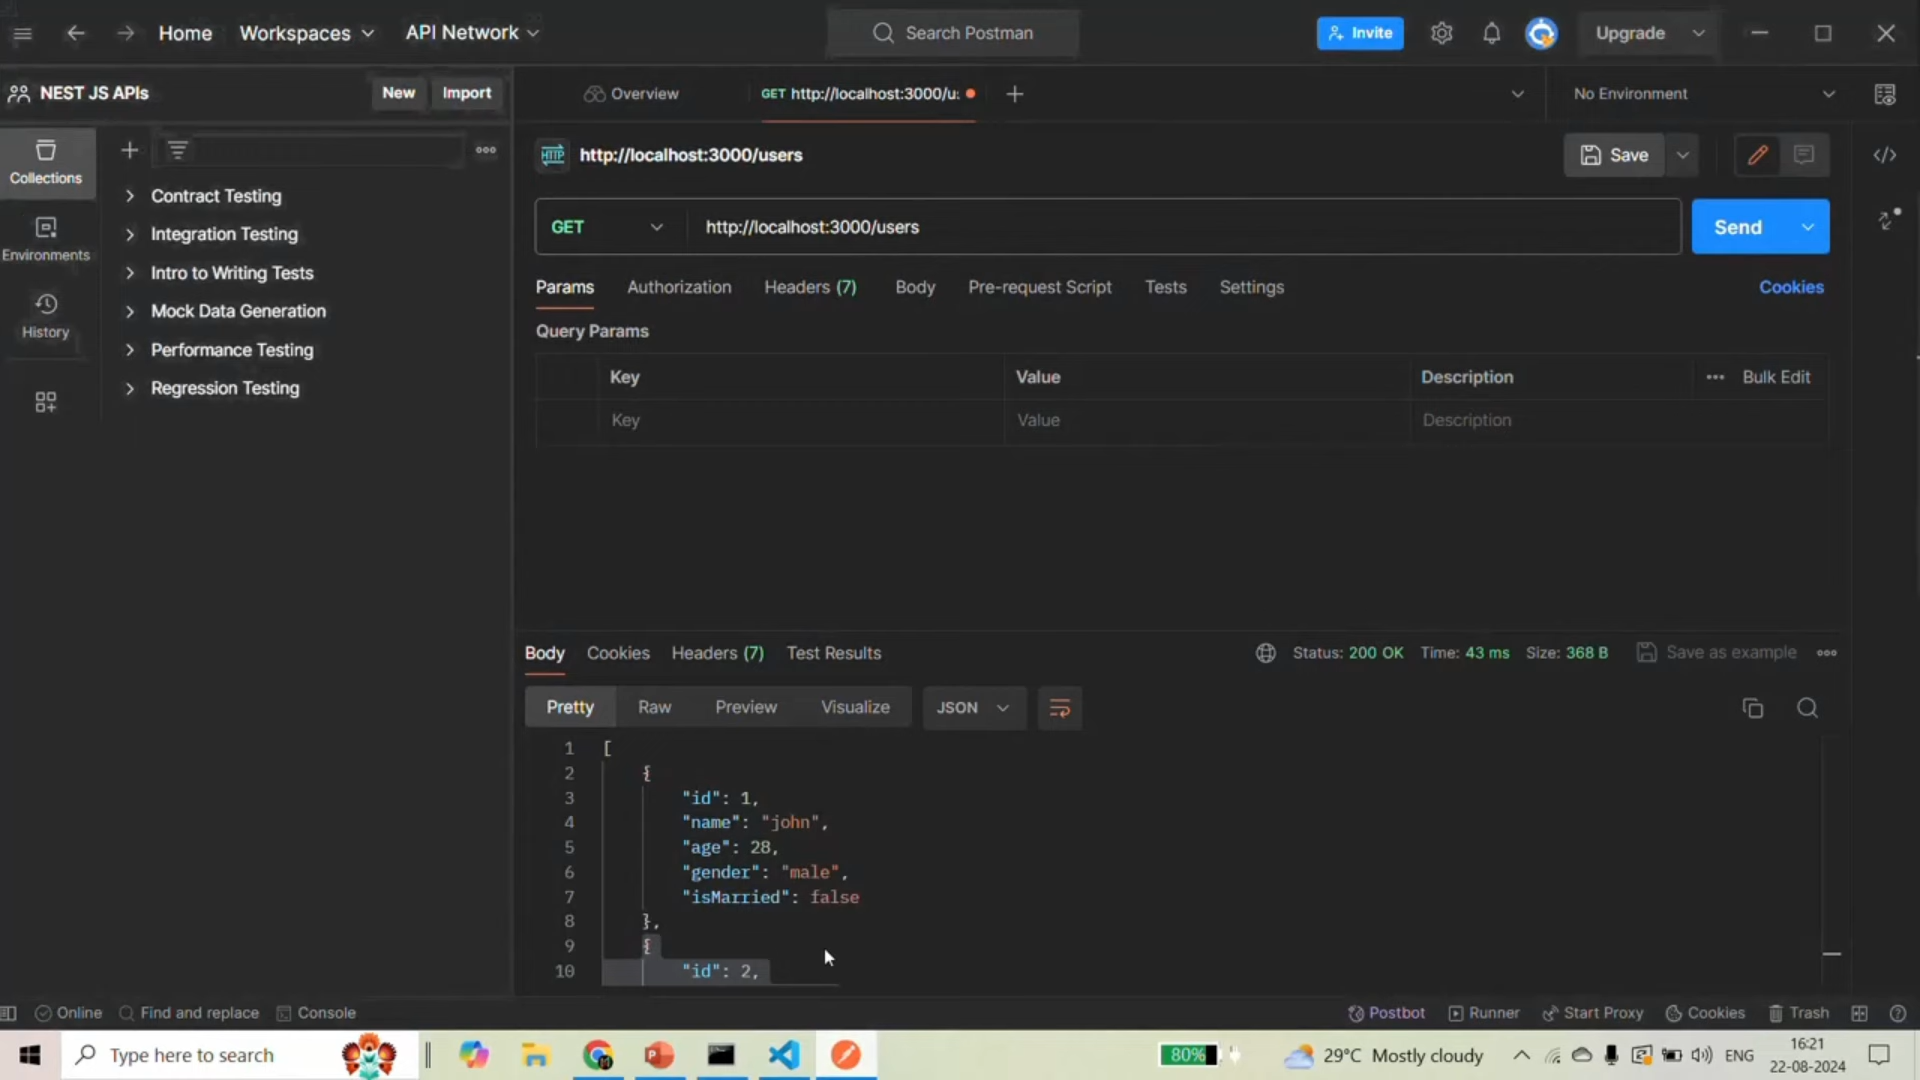 Home Workspaces API Network Search Postman Invite Upgrade
NEST JS APIs New Import Overview GET http://localhost:3000/u: No Environment
Collections
Environments
History
Contract Testing
Integration Testing
Intro to Writing Tests
Mock Data Generation
Performance Testing
Regression Testing
HTTP http://localhost:3000/users Save
GET http://localhost:3000/users Send
Params Authorization Headers (7) Body Pre-request Script Tests Settings Cookies
Query Params
Key Value Description Bulk Edit
Key Value Description
Body Cookies Headers (7) Test Results Status: 200 OK Time: 43 ms Size: 368 B Save as example
Pretty Raw Preview Visualize JSON
1 [
2 {
3 "id": 1,
4 "name": "john",
5 "age": 28,
6 "gender": "male",
7 "isMarried": false
8 },
9 {
10 "id": 2,
Online Find and replace Console Postbot Runner Start Proxy Cookies Trash
Type here to search 80% 29°C Mostly cloudy ENG 16:21
22-08-2024